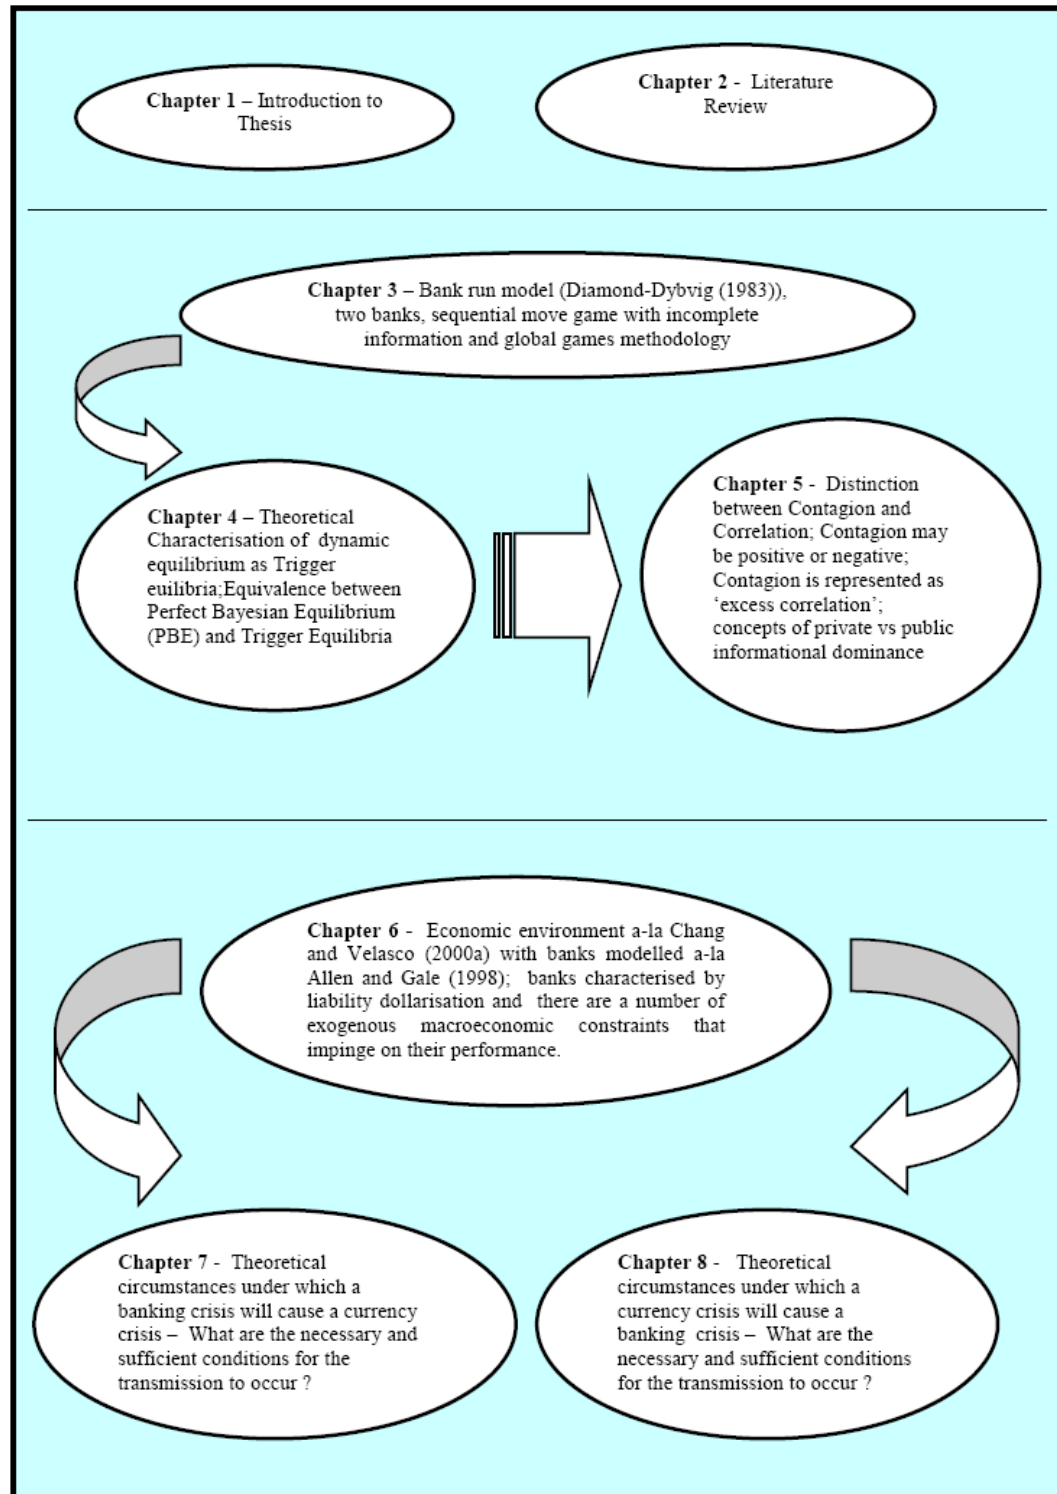 Chapter 1 – Introduction to
Thesis
Chapter 2 - Literature
Review
Chapter 3 – Bank run model (Diamond-Dybvig (1983)),
two banks, sequential move game with incomplete
information and global games methodology
Chapter 4 – Theoretical
Characterisation of dynamic
equilibrium as Trigger
euilibria;Equivalence between
Perfect Bayesian Equilibrium
(PBE) and Trigger Equilibria
Chapter 5 - Distinction
between Contagion and
Correlation; Contagion may
be positive or negative;
Contagion is represented as
‘excess correlation’;
concepts of private vs public
informational dominance
Chapter 6 - Economic environment a-la Chang
and Velasco (2000a) with banks modelled a-la
Allen and Gale (1998); banks characterised by
liability dollarisation and there are a number of
exogenous macroeconomic constraints that
impinge on their performance.
Chapter 7 - Theoretical
circumstances under which a
banking crisis will cause a currency
crisis – What are the necessary and
sufficient conditions for the
transmission to occur ?
Chapter 8 - Theoretical
circumstances under which a
currency crisis will cause a
banking crisis – What are the
necessary and sufficient conditions
for the transmission to occur ?